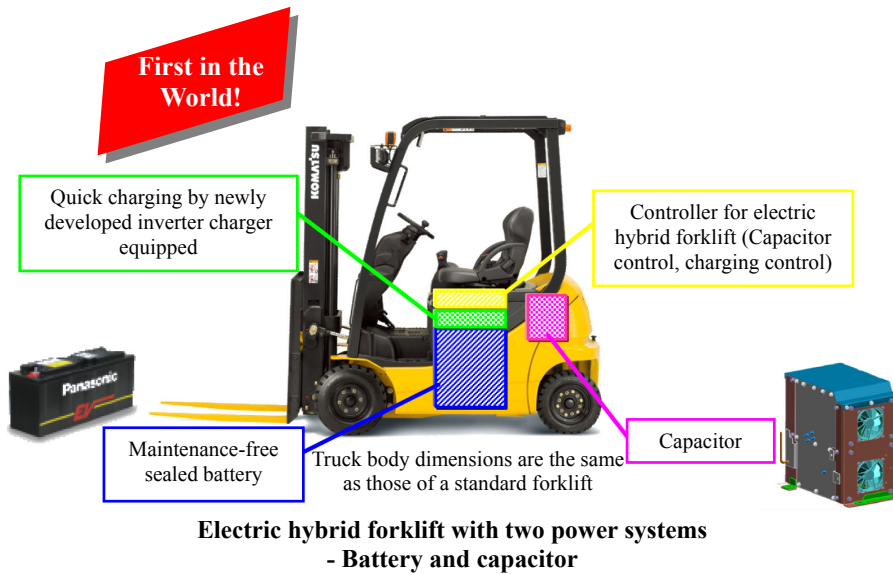 First in the
World!
KOMATSU
Quick charging by newly
developed inverter charger
equipped
Controller for electric
hybrid forklift (Capacitor
control, charging control)
Panasonic
EV
Maintenance-free
sealed battery
Capacitor
Truck body dimensions are the same
as those of a standard forklift
Electric hybrid forklift with two power systems
- Battery and capacitor